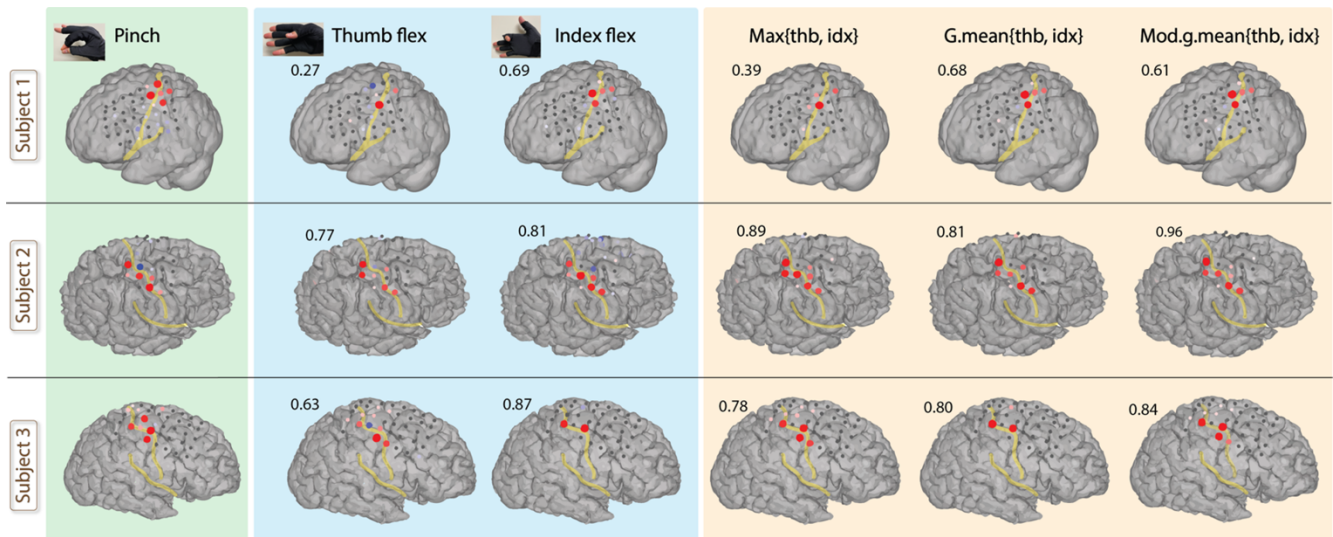 Pinch
Thumb flex
Index flex
Max{thb, idx}
G.mean{thb, idx}
Mod.g.mean{thb, idx}
Subject 1
0.27
0.69
0.39
0.68
0.61
Subject 2
0.77
0.81
0.89
0.81
0.96
Subject 3
0.63
0.87
0.78
0.80
0.84